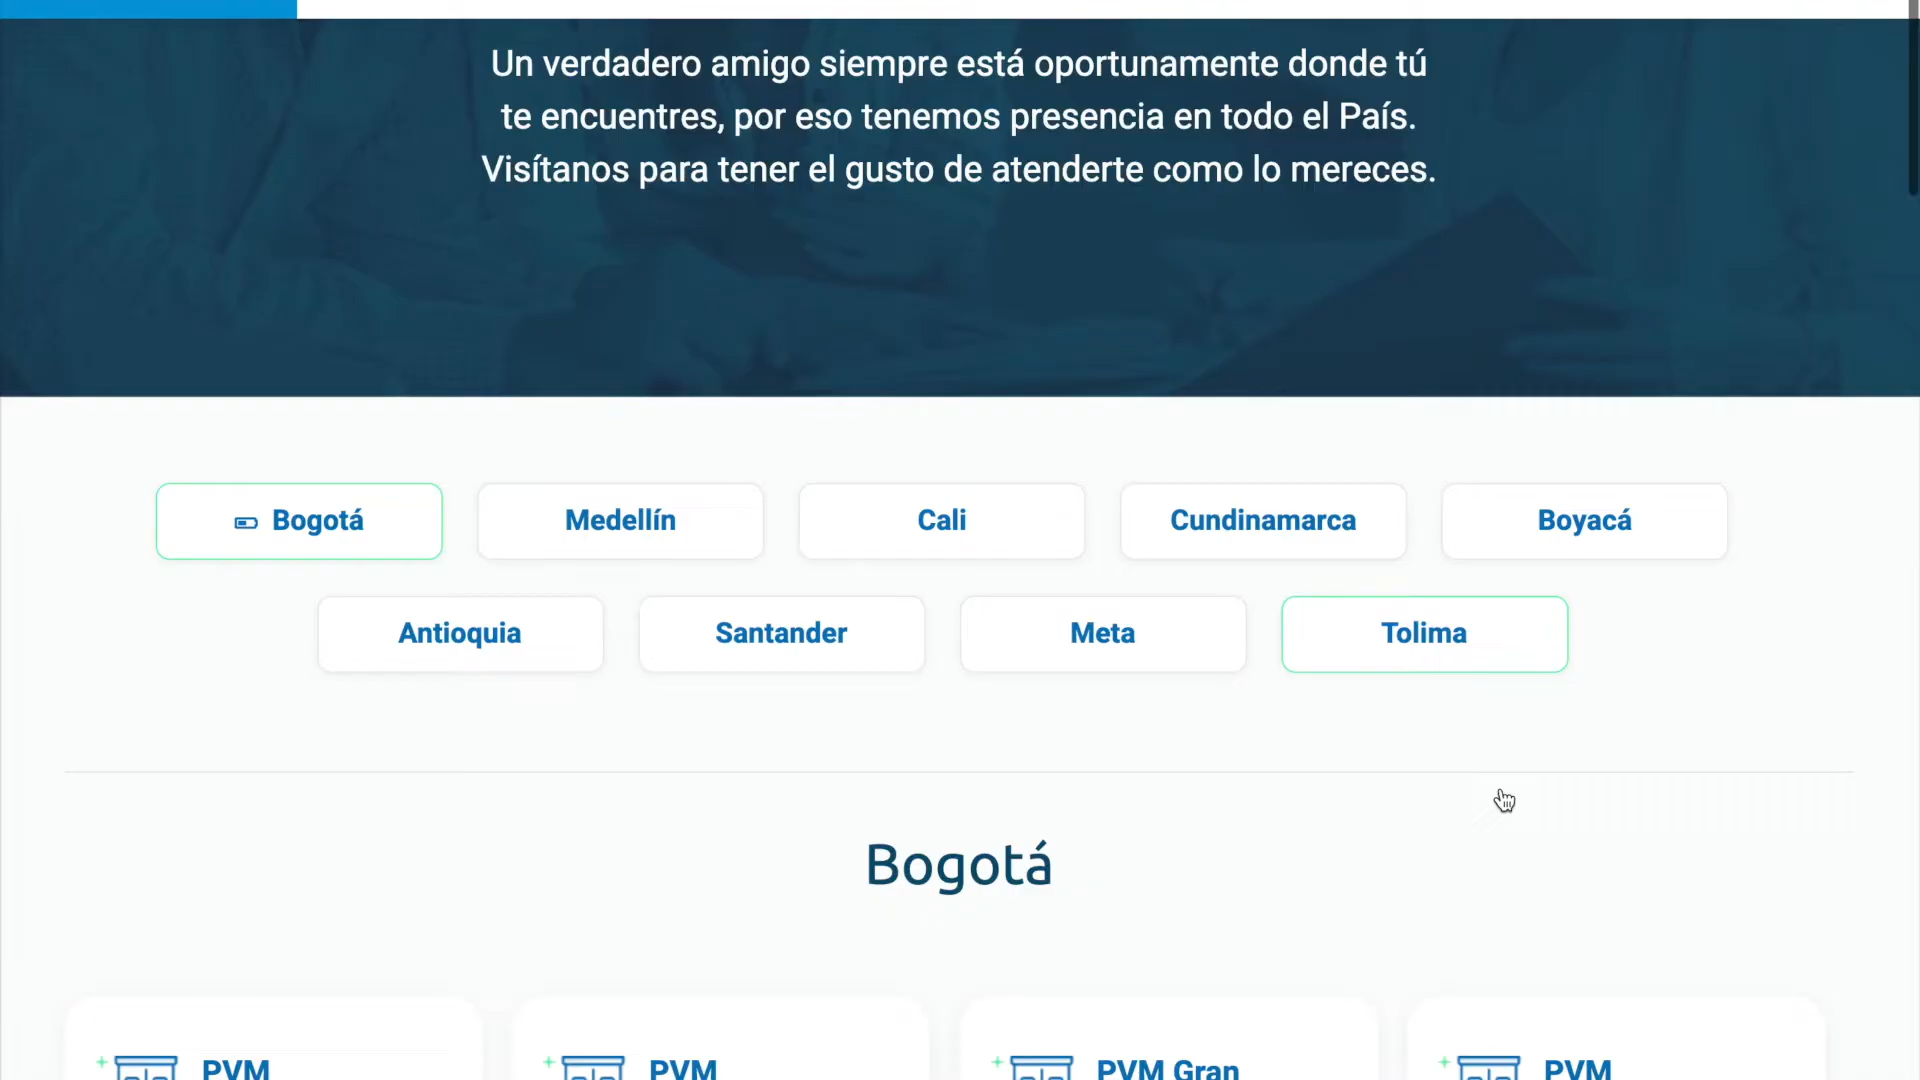 Un verdadero amigo siempre está oportunamente donde tú
te encuentres, por eso tenemos presencia en todo el País.
Visítanos para tener el gusto de atenderte como lo mereces.
Bogotá
Medellín
Cali
Cundinamarca
Boyacá
Antioquia
Santander
Meta
Tolima
Bogotá
PVM
PVM
PVM Gran
PVM